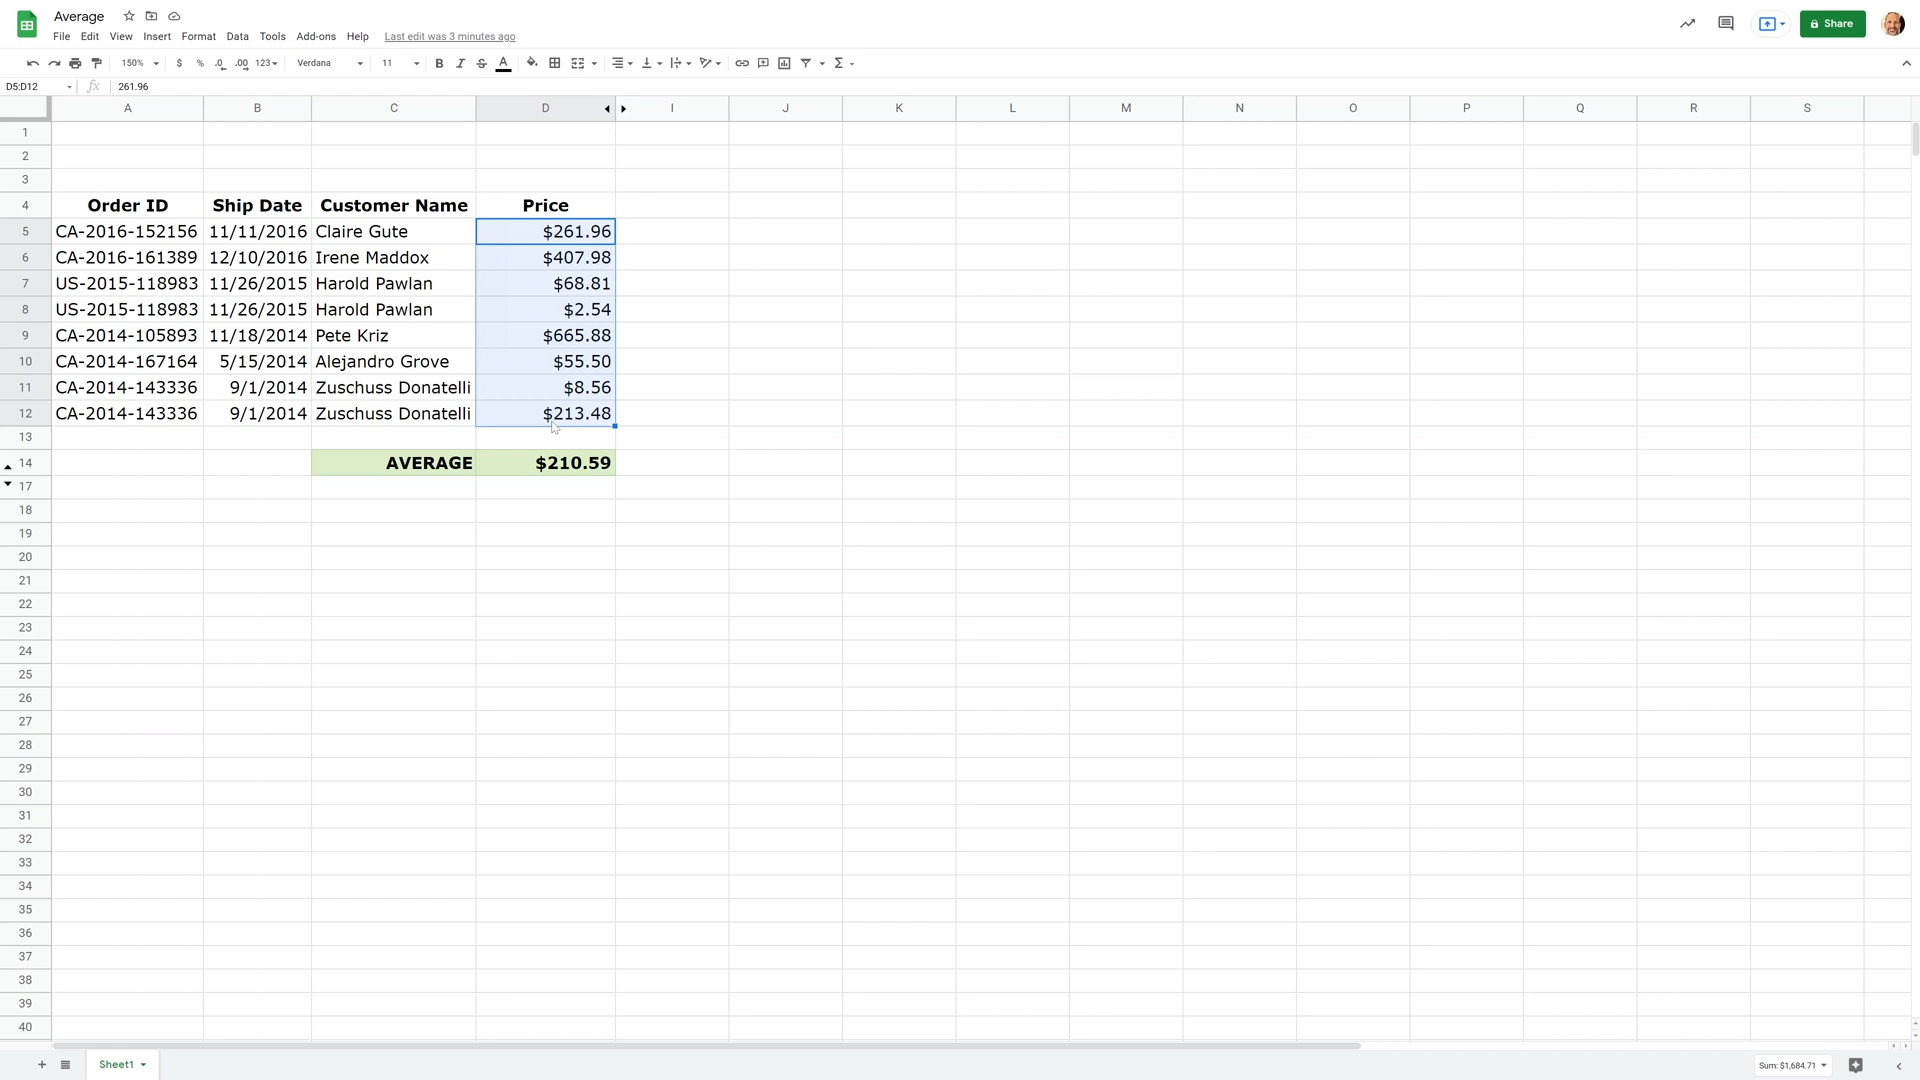 Average
File Edit View Insert Format Data Tools Add-ons Help Last edit was 3 minutes ago
Share
150% $ % .0 .00 123 Verdana 11 B I S A Σ
D5:D12 fx 261.96
A B C D I J K L M N O P Q R S
1
2
3
4 Order ID Ship Date Customer Name Price
5 CA-2016-152156 11/11/2016 Claire Gute $261.96
6 CA-2016-161389 12/10/2016 Irene Maddox $407.98
7 US-2015-118983 11/26/2015 Harold Pawlan $68.81
8 US-2015-118983 11/26/2015 Harold Pawlan $2.54
9 CA-2014-105893 11/18/2014 Pete Kriz $665.88
10 CA-2014-167164 5/15/2014 Alejandro Grove $55.50
11 CA-2014-143336 9/1/2014 Zuschuss Donatelli $8.56
12 CA-2014-143336 9/1/2014 Zuschuss Donatelli $213.48
13
14 AVERAGE $210.59
17
18
19
20
21
22
23
24
25
26
27
28
29
30
31
32
33
34
35
36
37
38
39
40
+ Sheet1 Sum: $1,684.71